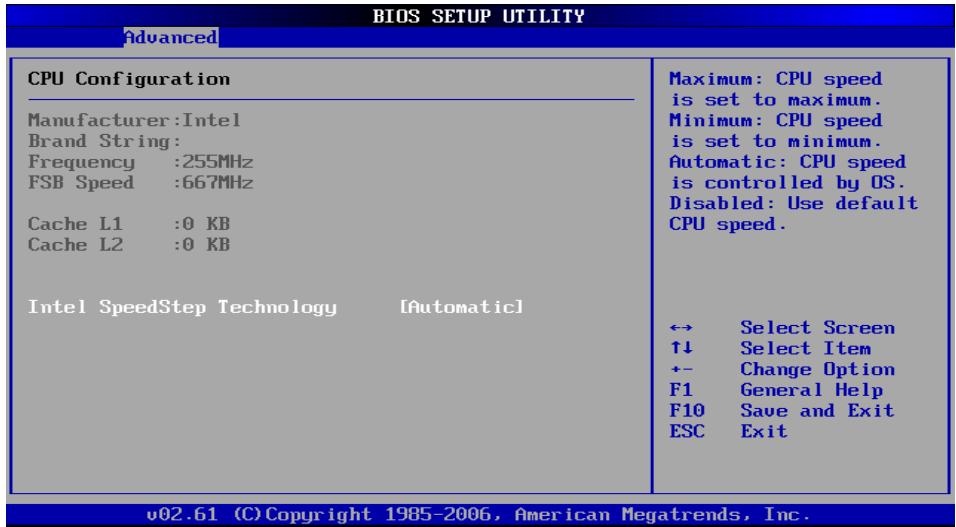 BIOS SETUP UTILITY
Advanced
CPU Configuration
Manufacturer:Intel
Brand String:
Frequency :255MHz
FSB Speed :667MHz
Cache L1 :0 KB
Cache L2 :0 KB
Intel SpeedStep Technology [Automatic]
Maximum: CPU speed
is set to maximum.
Minimum: CPU speed
is set to minimum.
Automatic: CPU speed
is controlled by OS.
Disabled: Use default
CPU speed.
↔ Select Screen
↑↓ Select Item
+- Change Option
F1 General Help
F10 Save and Exit
ESC Exit
v02.61 (C)Copyright 1985-2006, American Megatrends, Inc.